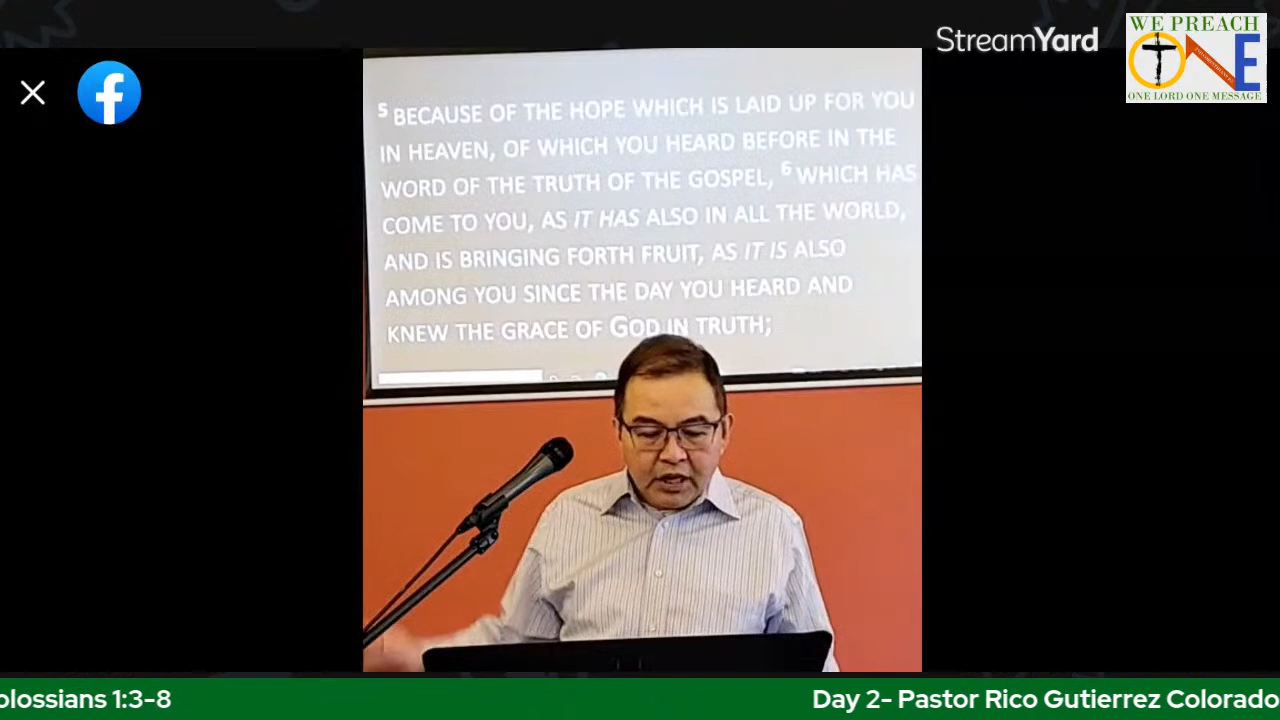 StreamYard
WE PREACH
ONE
ONE LORD ONE MESSAGE
5 BECAUSE OF THE HOPE WHICH IS LAID UP FOR YOU
IN HEAVEN, OF WHICH YOU HEARD BEFORE IN THE
WORD OF THE TRUTH OF THE GOSPEL, 6 WHICH HAS
COME TO YOU, AS IT HAS ALSO IN ALL THE WORLD,
AND IS BRINGING FORTH FRUIT, AS IT IS ALSO
AMONG YOU SINCE THE DAY YOU HEARD AND
KNEW THE GRACE OF GOD IN TRUTH;
olossians 1:3-8
Day 2- Pastor Rico Gutierrez Colorado